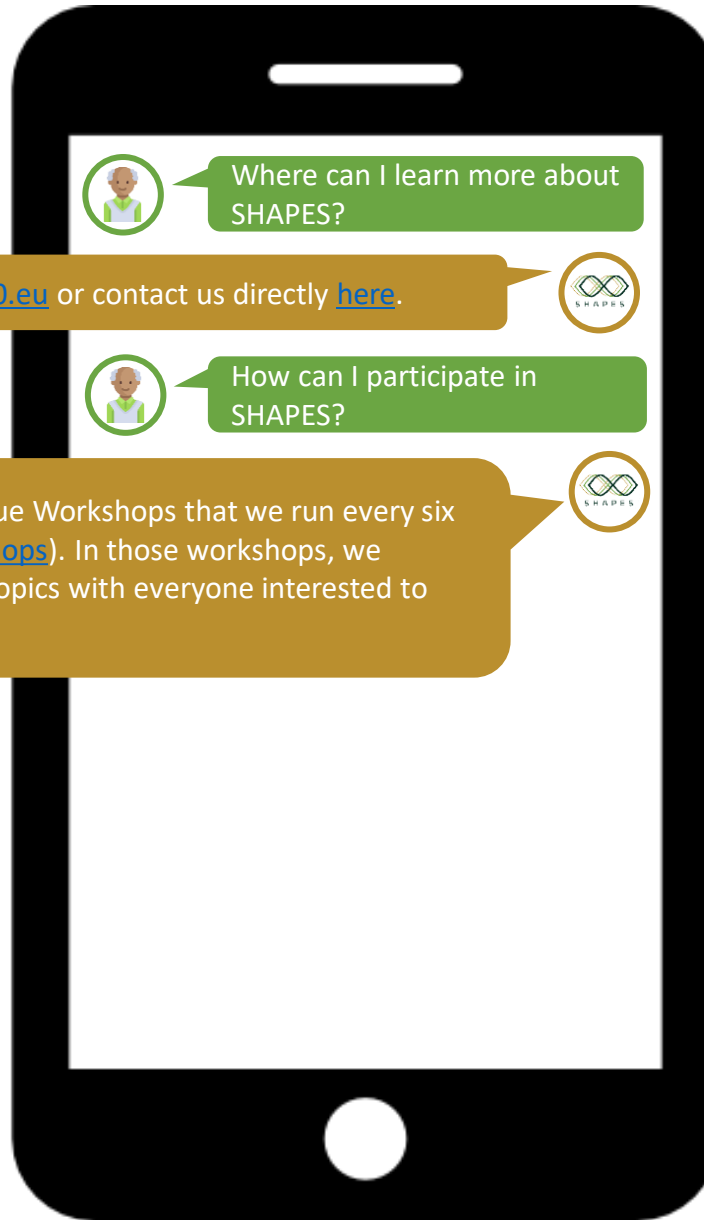 Where can I learn more about
SHAPES?
0.eu or contact us directly here.
SHAPES
How can I participate in
SHAPES?
SHAPES
ue Workshops that we run every six
ops). In those workshops, we
opics with everyone interested to